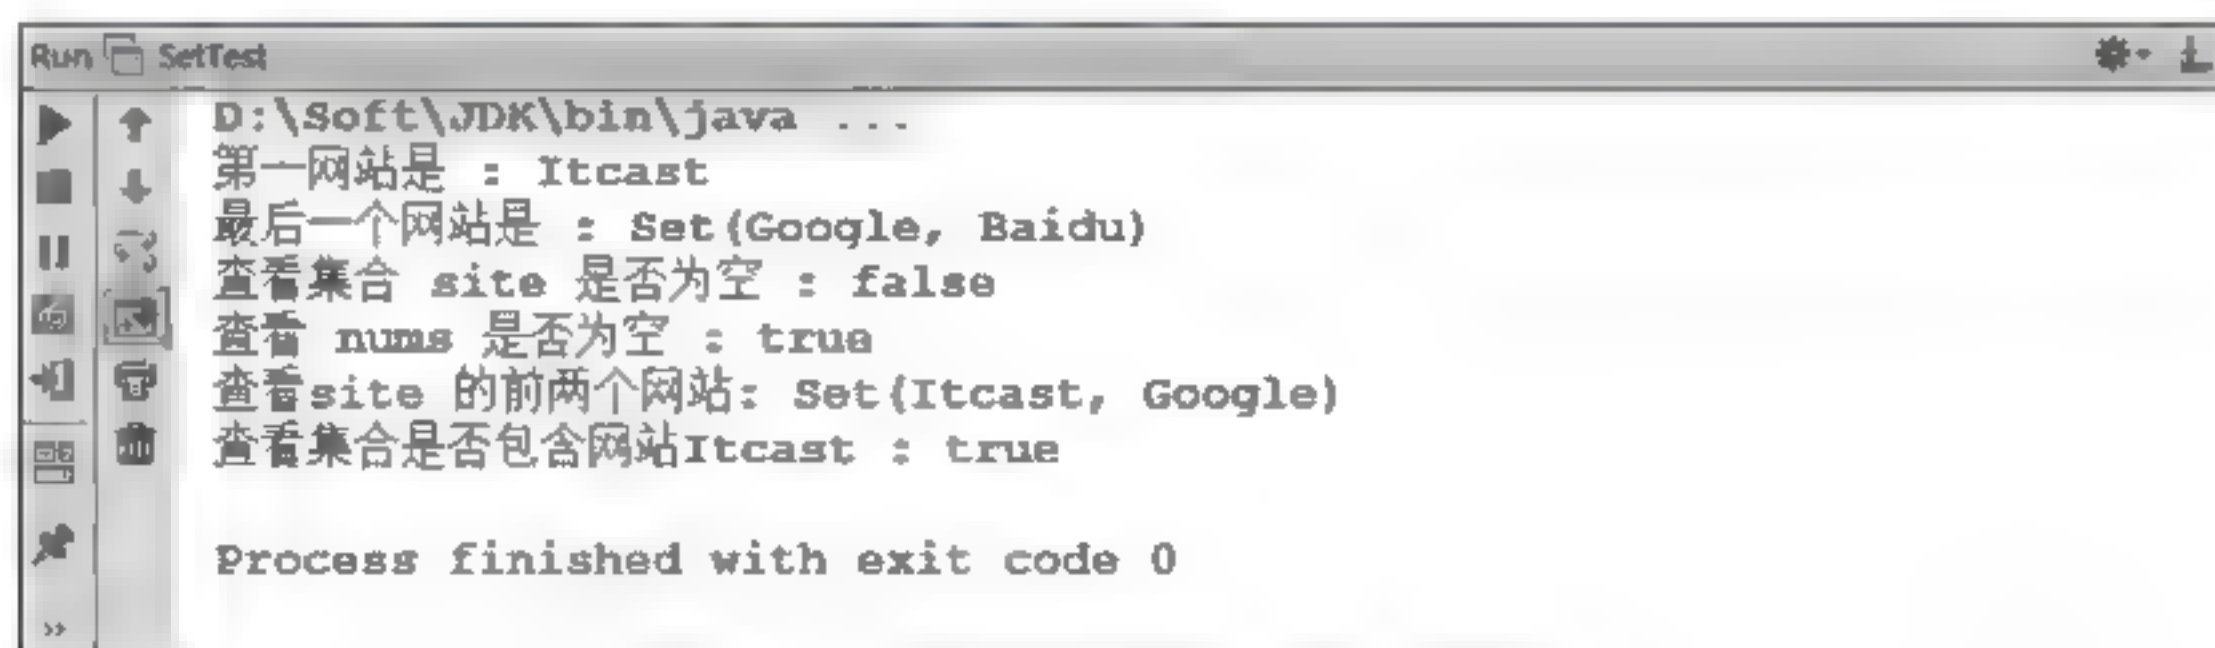 Run SetTest
D:\Soft\JDK\bin\java ...
第一网站是 : Itcast
最后一个网站是 : Set(Google, Baidu)
查看集合 site 是否为空 : false
查看 nums 是否为空 : true
查看site 的前两个网站: Set(Itcast, Google)
查看集合是否包含网站Itcast : true
Process finished with exit code 0